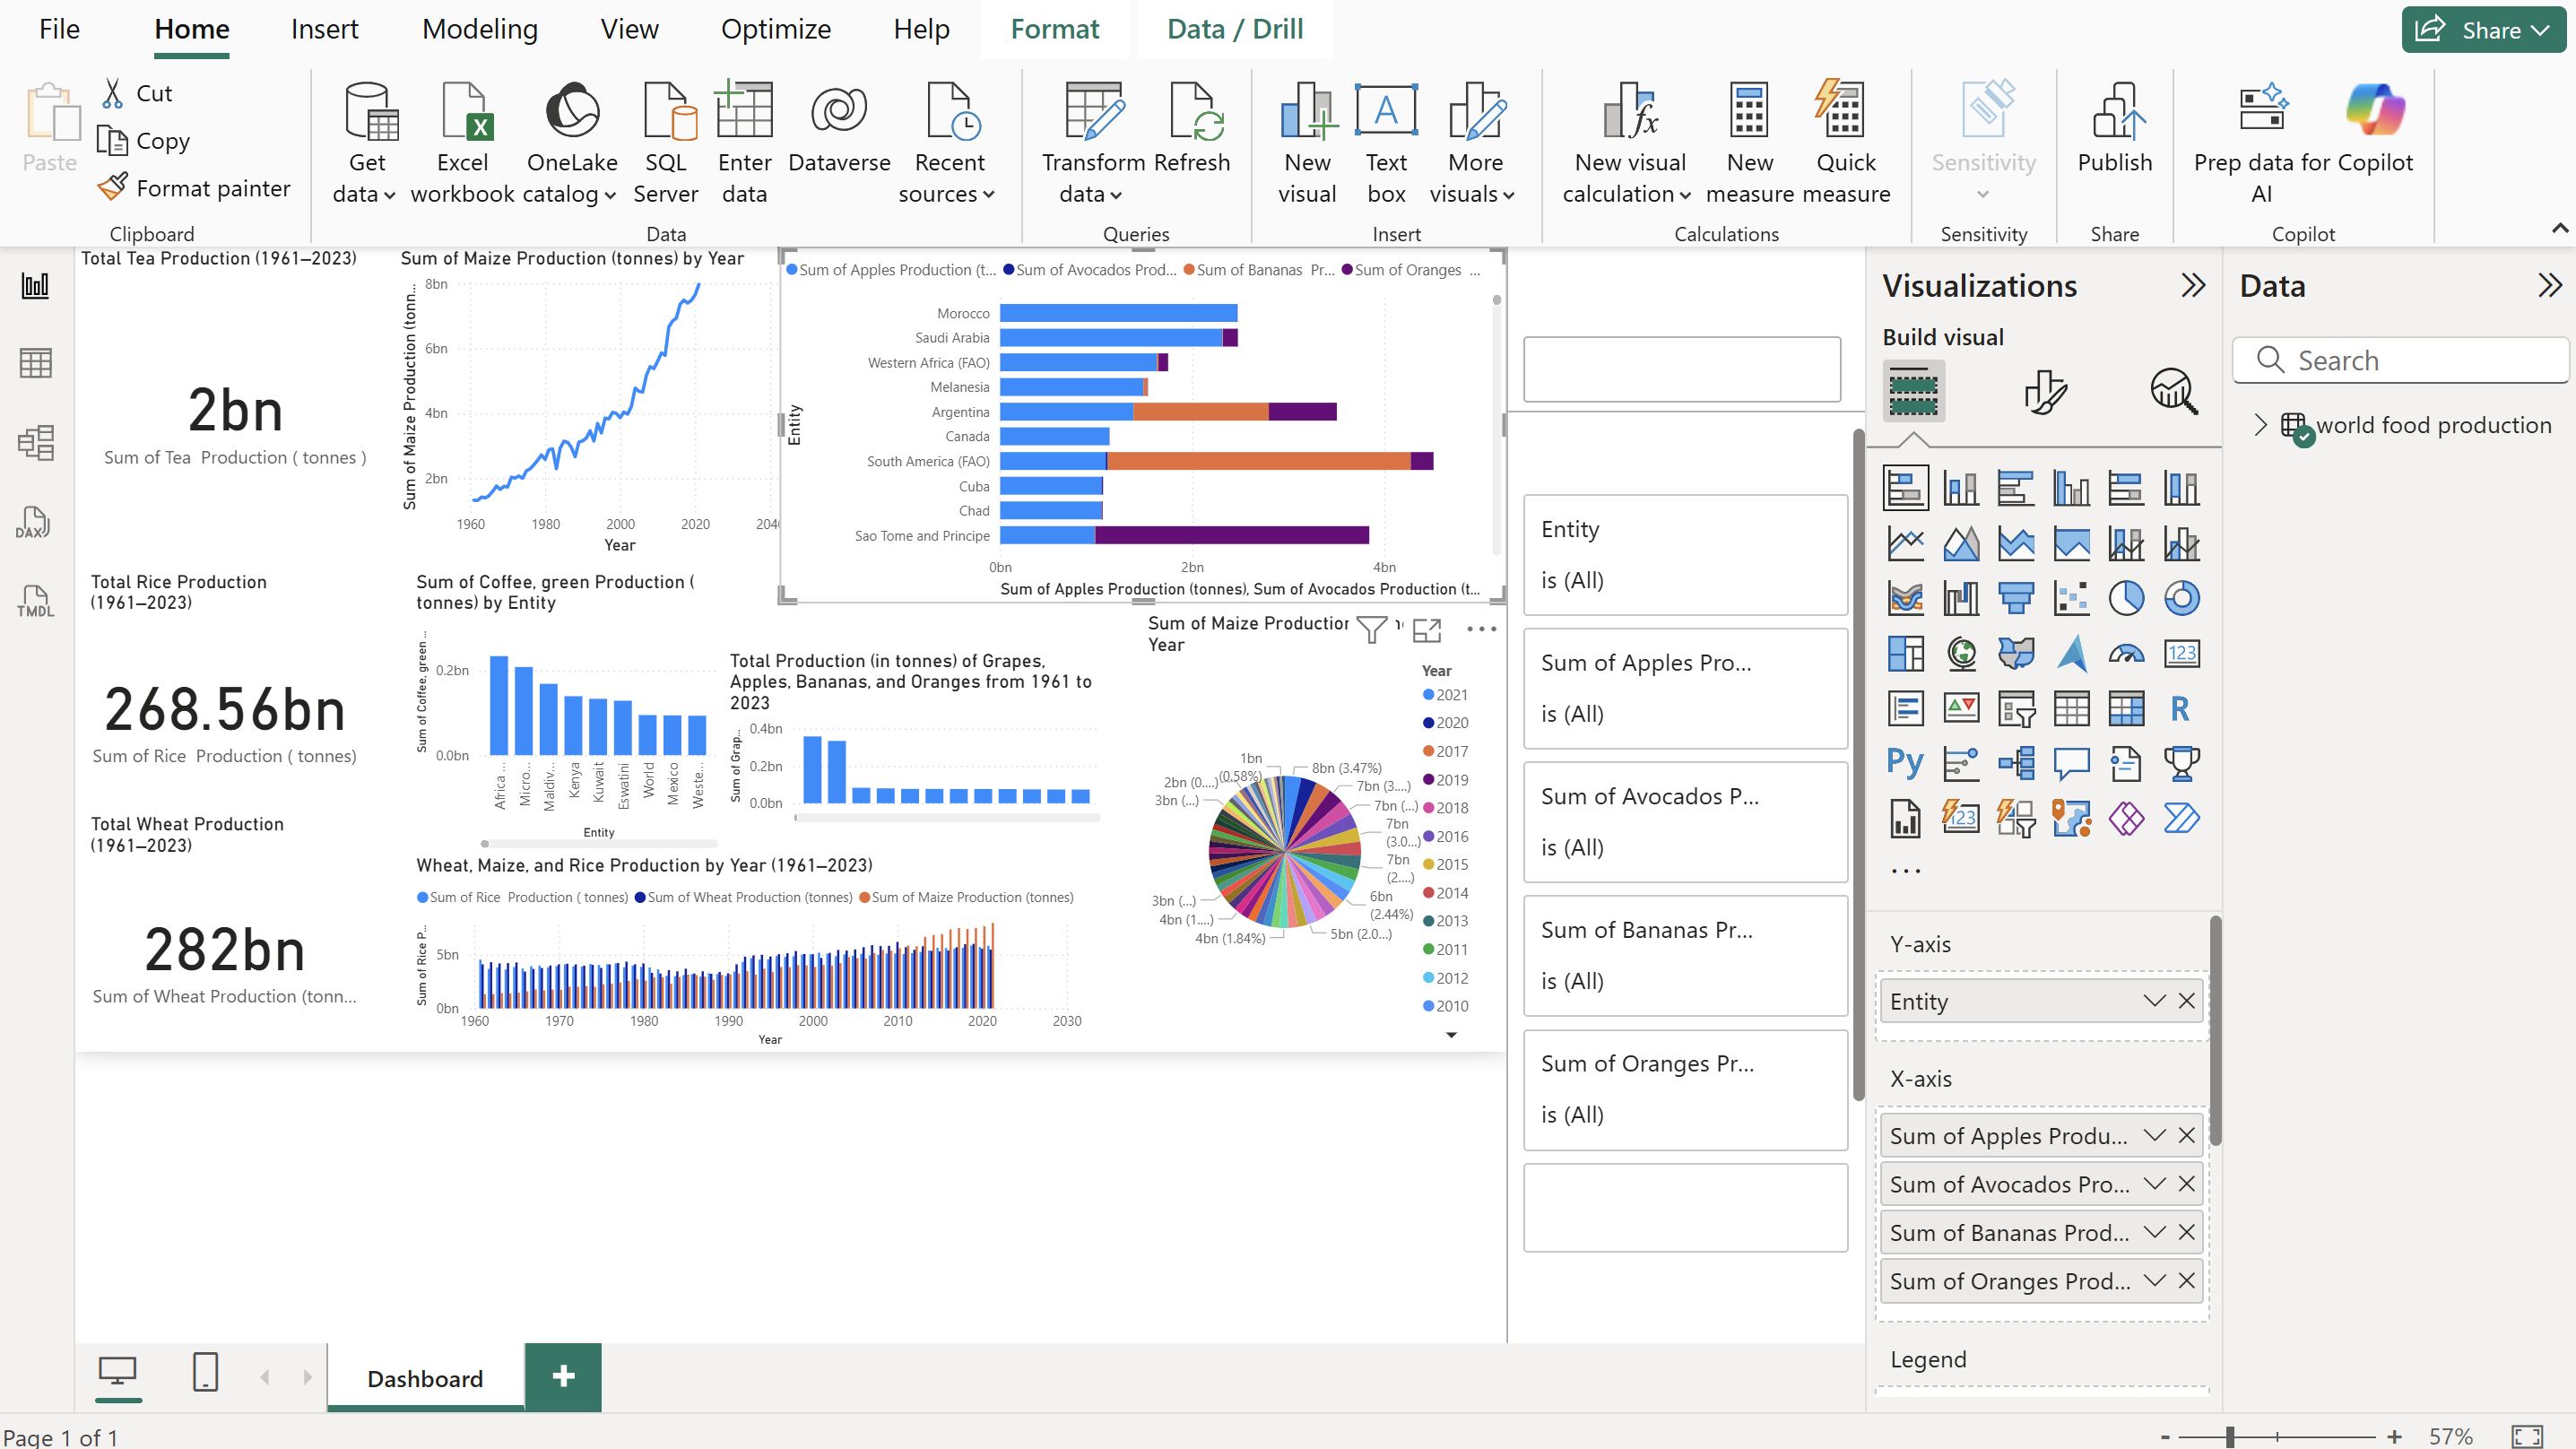 File Home Insert Modeling View Optimize Help Format Data / Drill Share
Paste
Cut
Copy
Format painter
Clipboard
Get data
Excel workbook
OneLake catalog
SQL Server
Enter data
Dataverse
Recent sources
Data
Transform data
Refresh
Queries
New visual
Text box
More visuals
Insert
New visual calculation
New measure
Quick measure
Calculations
Sensitivity
Sensitivity
Publish
Share
Prep data for AI
Copilot
Copilot
DAX
TMDL
Total Tea Production (1961–2023)
2bn
Sum of Tea Production ( tonnes )
Total Rice Production
(1961–2023)
268.56bn
Sum of Rice Production ( tonnes)
Total Wheat Production
(1961–2023)
282bn
Sum of Wheat Production (tonn...
Sum of Maize Production (tonnes) by Year
Sum of Maize Production (tonn...
8bn
6bn
4bn
2bn
1960 1980 2000 2020
Year
Sum of Apples Production (t... Sum of Avocados Prod... Sum of Bananas Pr... Sum of Oranges ...
Entity
Morocco
Saudi Arabia
Western Africa (FAO)
Melanesia
Argentina
Canada
South America (FAO)
Cuba
Chad
Sao Tome and Principe
0bn 2bn 4bn
Sum of Apples Production (tonnes), Sum of Avocados Production (t...
Sum of Coffee, green Production (
tonnes) by Entity
Sum of Coffee, green ...
0.2bn
0.0bn
Africa ...
Micro...
Maldiv...
Kenya
Kuwait
Eswatini
World
Mexico
Weste...
Entity
Total Production (in tonnes) of Grapes,
Apples, Bananas, and Oranges from 1961 to
2023
Sum of Grap...
0.4bn
0.2bn
0.0bn
Wheat, Maize, and Rice Production by Year (1961–2023)
Sum of Rice Production ( tonnes) Sum of Wheat Production (tonnes) Sum of Maize Production (tonnes)
Sum of Rice P...
5bn
0bn
1960 1970 1980 1990 2000 2010 2020 2030
Year
Sum of Maize Production
Year
1bn
(0.58%)
8bn (3.47%)
2bn (0....)
7bn (3....)
3bn (...)
7bn (...)
7bn
(3.0...)
7bn
(2....)
6bn
(2.44%)
3bn (...)
4bn (1....)
4bn (1.84%)
5bn (2.0...)
Year
2021
2020
2017
2019
2018
2016
2015
2014
2013
2011
2012
2010
Entity
is (All)
Sum of Apples Pro...
is (All)
Sum of Avocados P...
is (All)
Sum of Bananas Pr...
is (All)
Sum of Oranges Pr...
is (All)
Visualizations
Build visual
123
R
Py
123
...
Y-axis
Entity
X-axis
Sum of Apples Produ...
Sum of Avocados Pro...
Sum of Bananas Prod...
Sum of Oranges Prod...
Legend
Data
Search
world food production
Dashboard
Page 1 of 1
57%